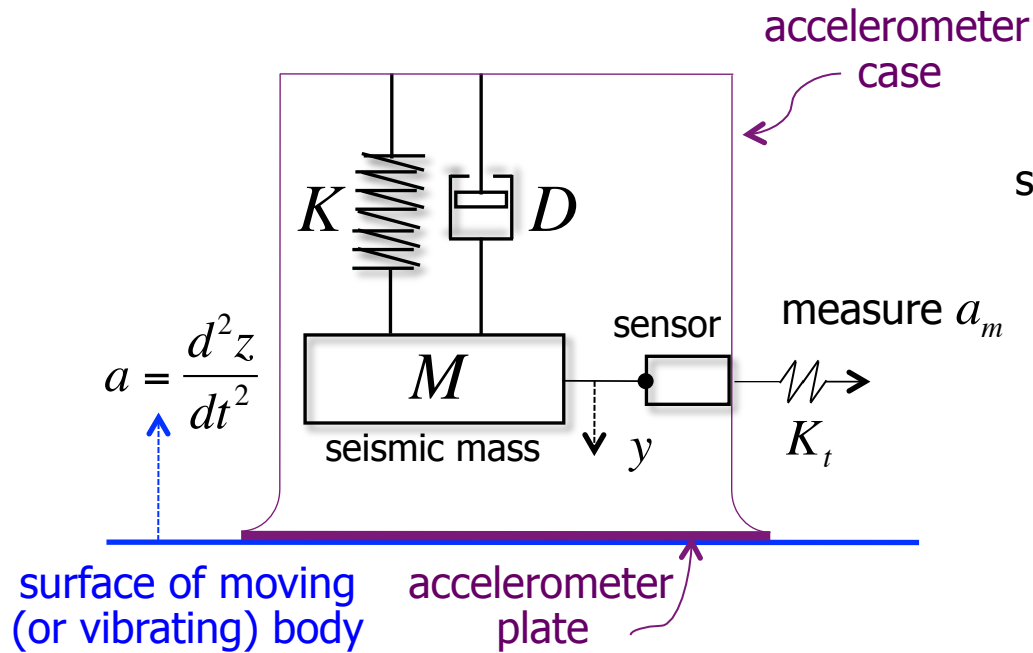 accelerometer
case
s
K
D
measure a_m
sensor
a = d²z/dt²
M
seismic mass
y
K_t
surface of moving
(or vibrating) body
accelerometer
plate